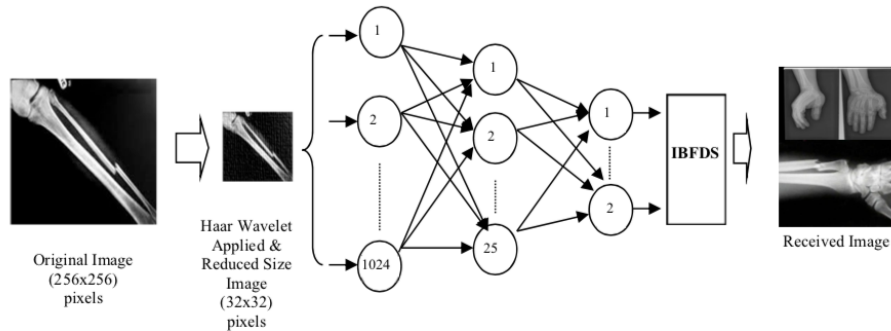 Original Image
(256x256)
pixels
Haar Wavelet
Applied &
Reduced Size
Image
(32x32)
pixels
1
2
1024
1
2
25
1
2
IBFDS
Received Image